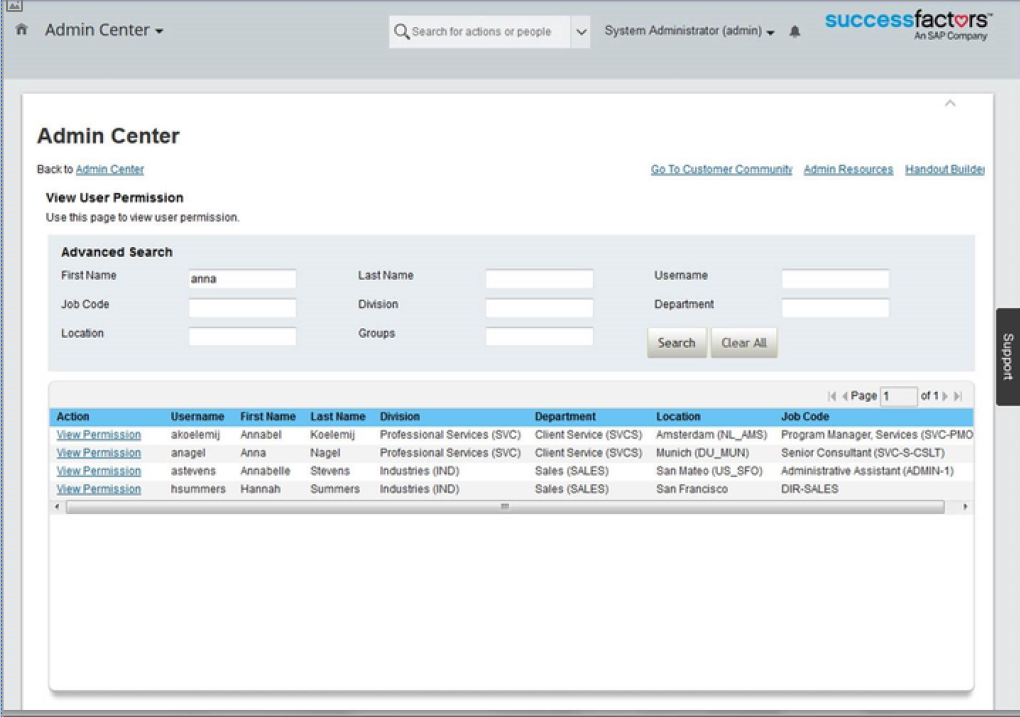 Admin Center
Search for actions or people
System Administrator (admin)
successfactors™
An SAP Company
Admin Center
Back to Admin Center
Go To Customer Community Admin Resources Handout Builder
View User Permission
Use this page to view user permission.
Advanced Search
First Name anna Last Name Username
Job Code Division Department
Location Groups
Search Clear All
Support
Page 1 of 1
Action Username First Name Last Name Division Department Location Job Code
View Permission akoelemij Annabel Koelemij Professional Services (SVC) Client Service (SVCS) Amsterdam (NL_AMS) Program Manager, Services (SVC-PMO
View Permission anagel Anna Nagel Professional Services (SVC) Client Service (SVCS) Munich (DU_MUN) Senior Consultant (SVC-S-CSLT)
View Permission astevens Annabelle Stevens Industries (IND) Sales (SALES) San Mateo (US_SFO) Administrative Assistant (ADMIN-1)
View Permission hsummers Hannah Summers Industries (IND) Sales (SALES) San Francisco DIR-SALES